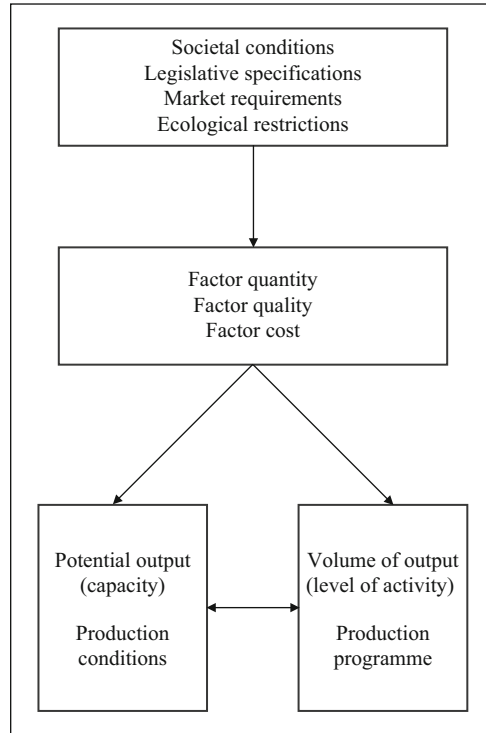 Societal conditions
Legislative specifications
Market requirements
Ecological restrictions
Factor quantity
Factor quality
Factor cost
Potential output
(capacity)
Production
conditions
Volume of output
(level of activity)
Production
programme